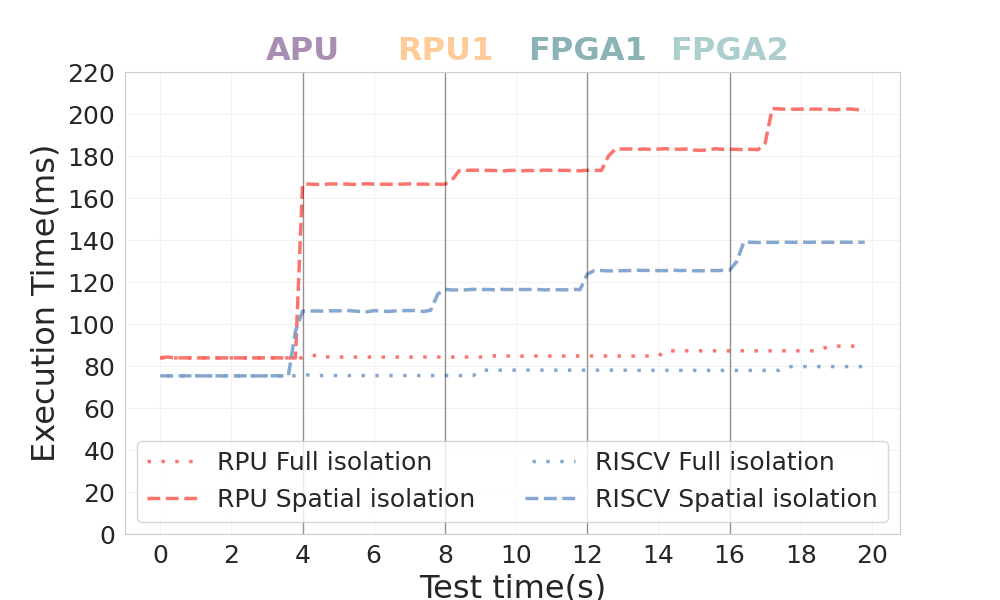 APU RPU1 FPGA1 FPGA2
220
200
180
160
140
120
100
80
60
40
20
0
Execution Time(ms)
RPU Full isolation
RPU Spatial isolation
RISCV Full isolation
RISCV Spatial isolation
0 2 4 6 8 10 12 14 16 18 20
Test time(s)